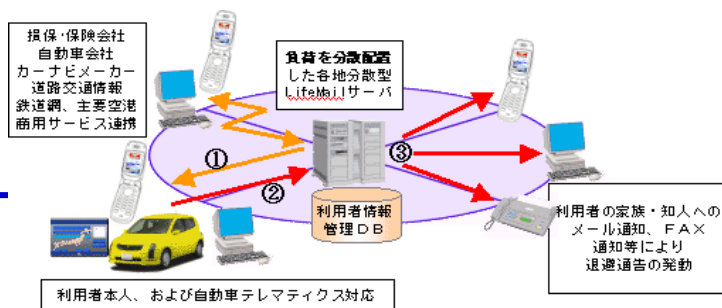 損保・保険会社
自動車会社
カーナビメーカー
道路交通情報
鉄道網、主要空港
商用サービス連携
負荷を分散配置
した各地分散型
LifeMailサーバ
①
②
③
利用者情報
管理DB
利用者の家族・知人への
メール通知、FAX
通知等により
退避通告の発動
利用者本人、および自動車テレマティクス対応